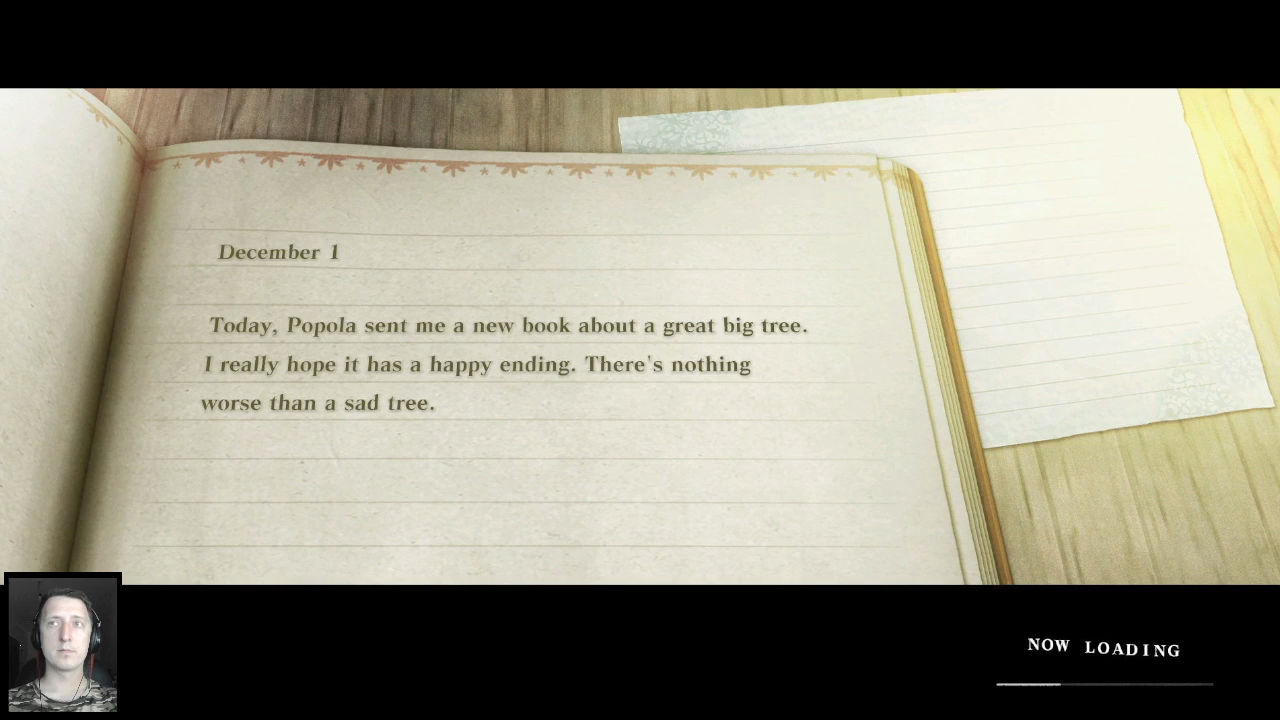 December 1
Today, Popola sent me a new book about a great big tree.
I really hope it has a happy ending. There's nothing
worse than a sad tree.
NOW LOADING